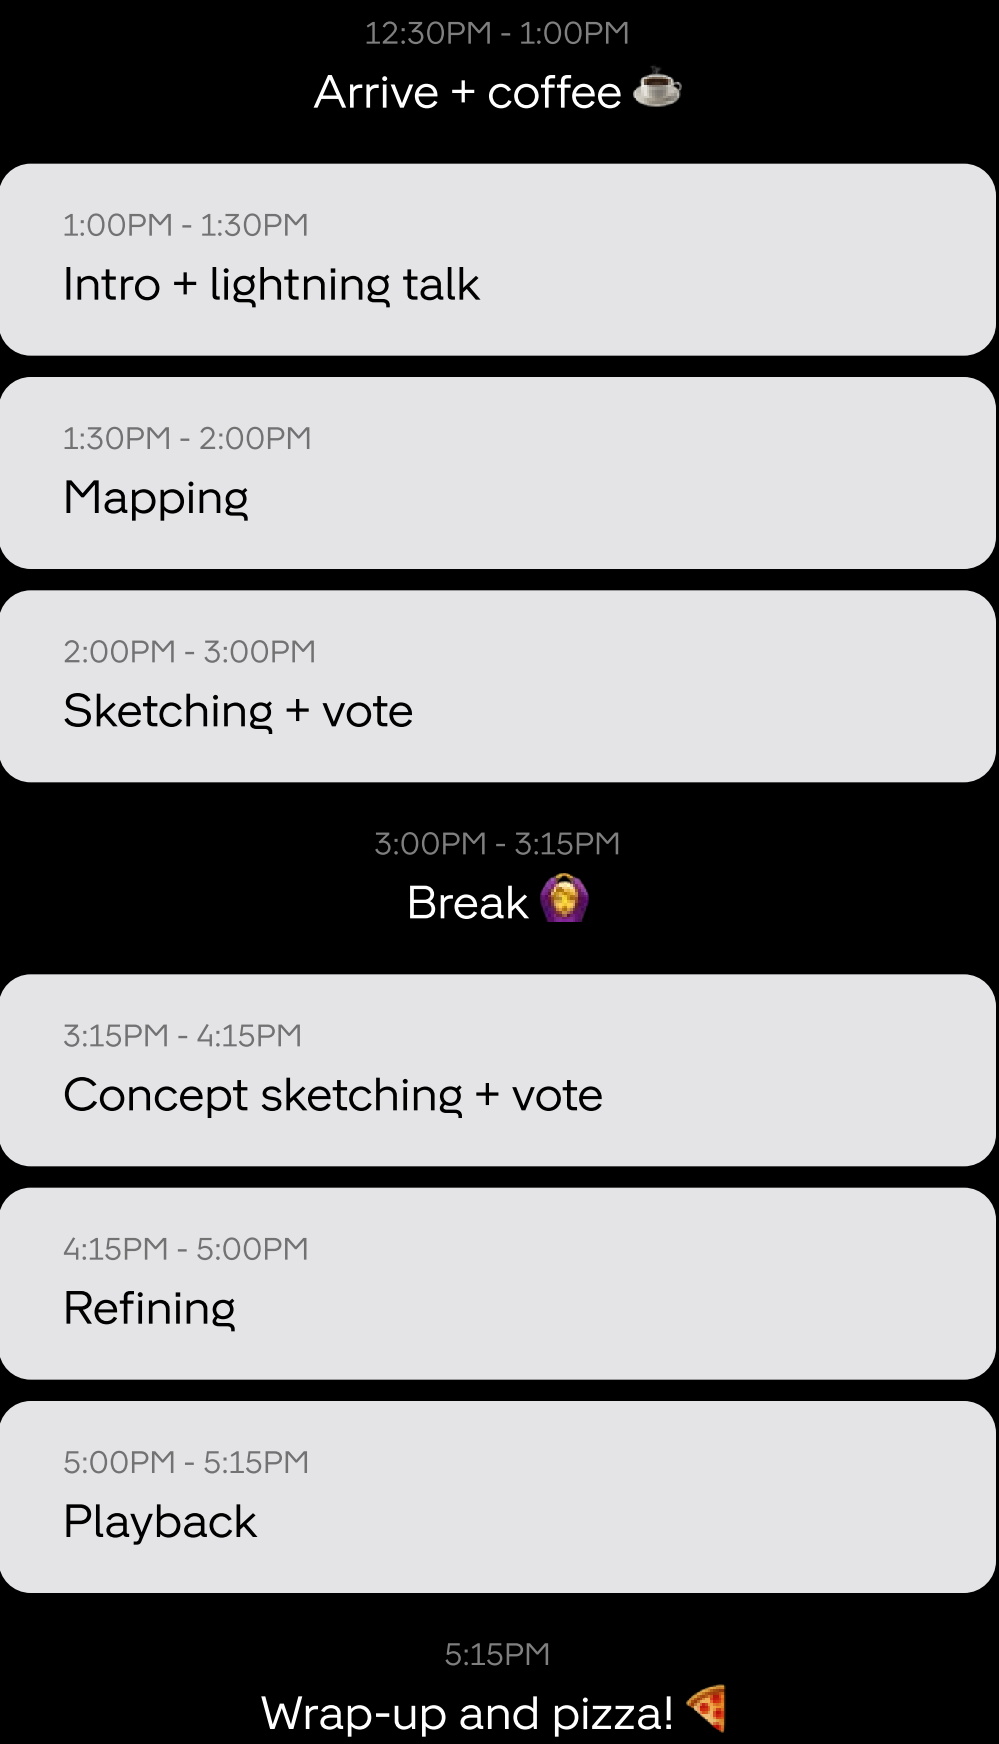 12:30PM - 1:00PM
Arrive + coffee ☕
1:00PM - 1:30PM
Intro + lightning talk
1:30PM - 2:00PM
Mapping
2:00PM - 3:00PM
Sketching + vote
3:00PM - 3:15PM
Break 🙆
3:15PM - 4:15PM
Concept sketching + vote
4:15PM - 5:00PM
Refining
5:00PM - 5:15PM
Playback
5:15PM
Wrap-up and pizza! 🍕